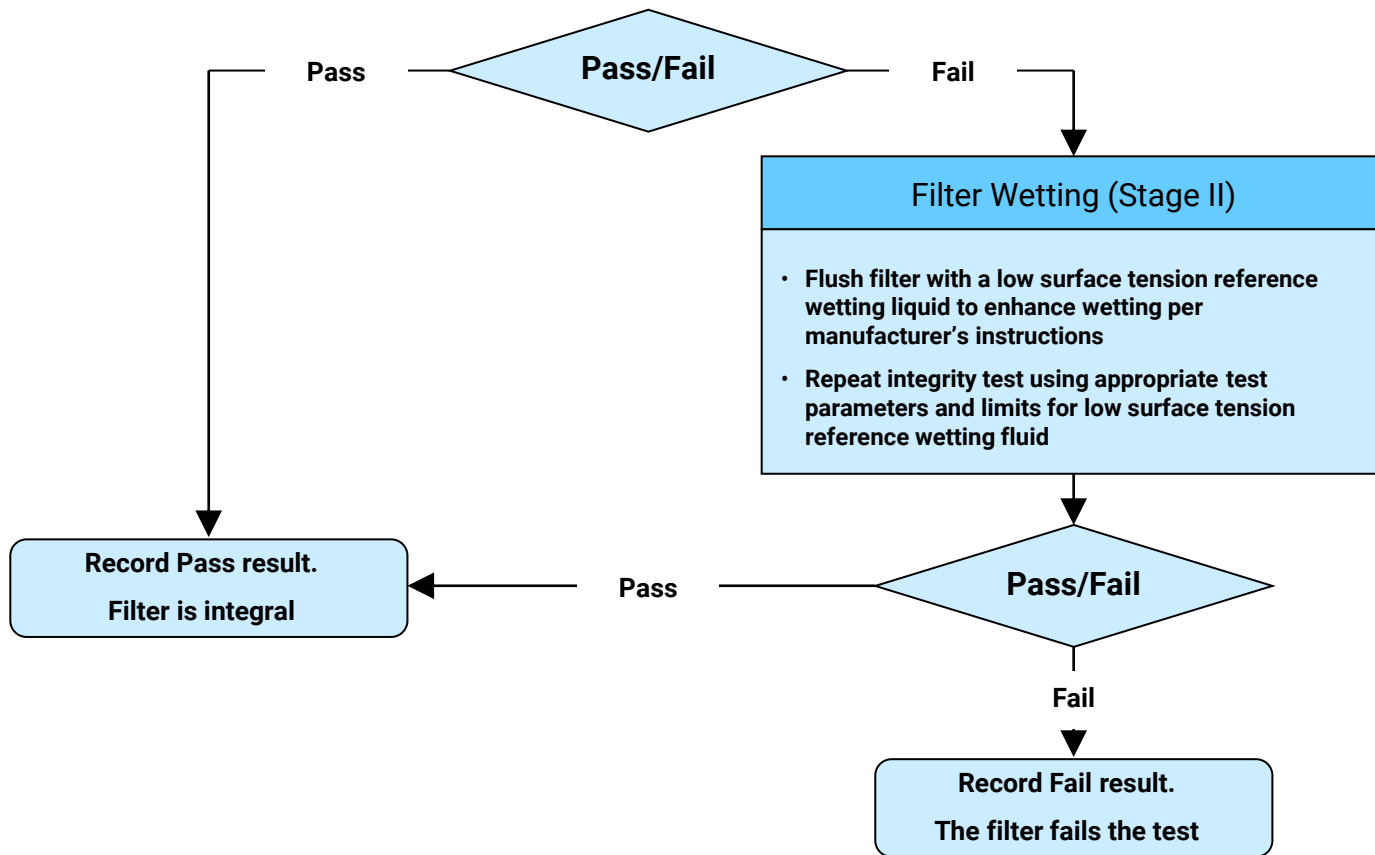 Pass/Fail
Pass
Fail
Filter Wetting (Stage II)
• Flush filter with a low surface tension reference
wetting liquid to enhance wetting per
manufacturer’s instructions
• Repeat integrity test using appropriate test
parameters and limits for low surface tension
reference wetting fluid
Record Pass result.
Filter is integral
Pass
Pass/Fail
Fail
Record Fail result.
The filter fails the test